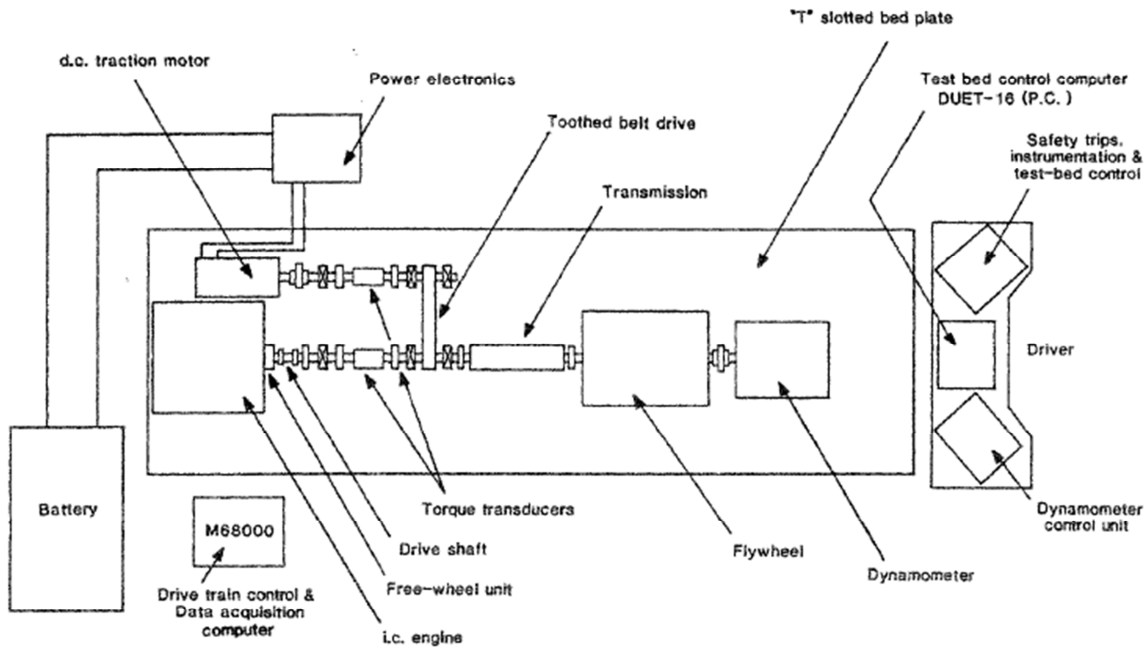 "T" slotted bed plate
d.c. traction motor
Power electronics
Test bed control computer
DUET-16 (P.C.)
Toothed belt drive
Safety trips,
instrumentation &
test-bed control
Transmission
Driver
Battery
M68000
Torque transducers
Dynamometer
control unit
Drive shaft
Flywheel
Dynamometer
Free-wheel unit
Drive train control &
Data acquisition
computer
i.c. engine